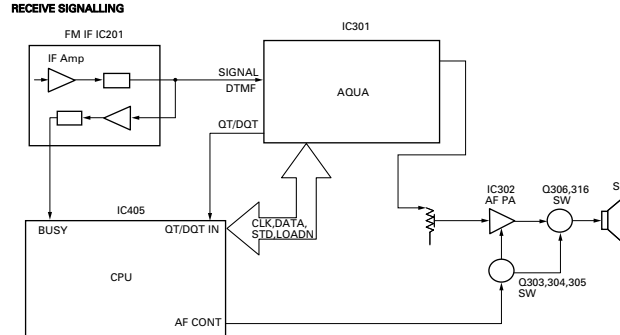 RECEIVE SIGNALLING
IC301
FM IF IC201
IF Amp
SIGNAL
DTMF
AQUA
QT/DQT
IC302
AF PA
Q306,316
SW
IC405
BUSY
QT/DQT IN
CLK,DATA,
STD,LOADN
CPU
Q303,304,305
SW
AF CONT